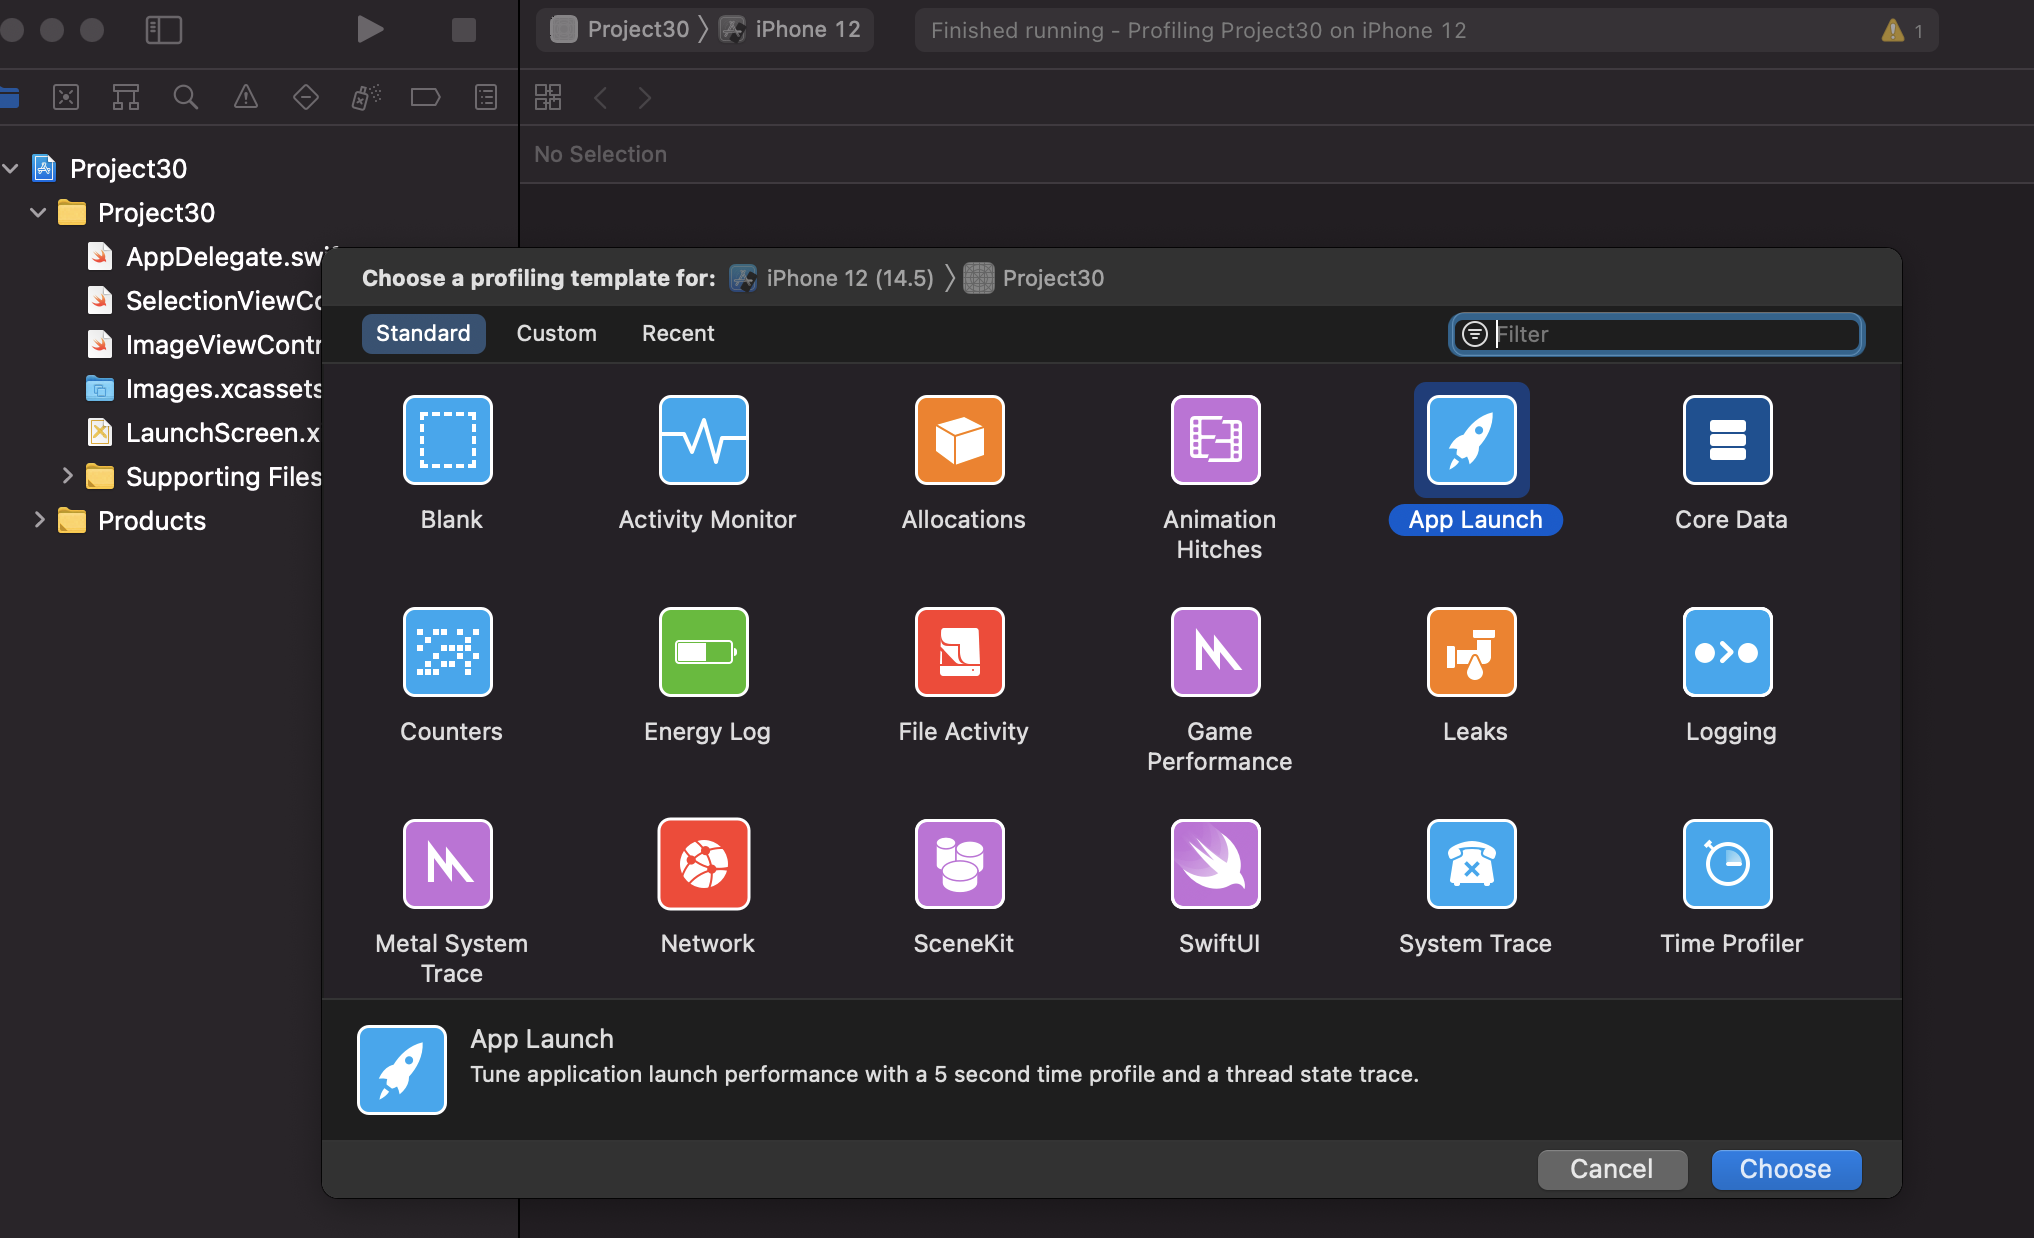 Project30 〉 iPhone 12
Finished running - Profiling Project30 on iPhone 12
1
No Selection
Project30
Project30
AppDelegate.swi
SelectionViewCo
ImageViewContr
Images.xcassets
LaunchScreen.x
Supporting Files
Products
Choose a profiling template for: iPhone 12 (14.5) 〉 Project30
Standard Custom Recent
Filter
Blank
Activity Monitor
Allocations
Animation
Hitches
App Launch
Core Data
Counters
Energy Log
File Activity
Game
Performance
Leaks
Logging
Metal System
Trace
Network
SceneKit
SwiftUI
System Trace
Time Profiler
App Launch
Tune application launch performance with a 5 second time profile and a thread state trace.
Cancel Choose